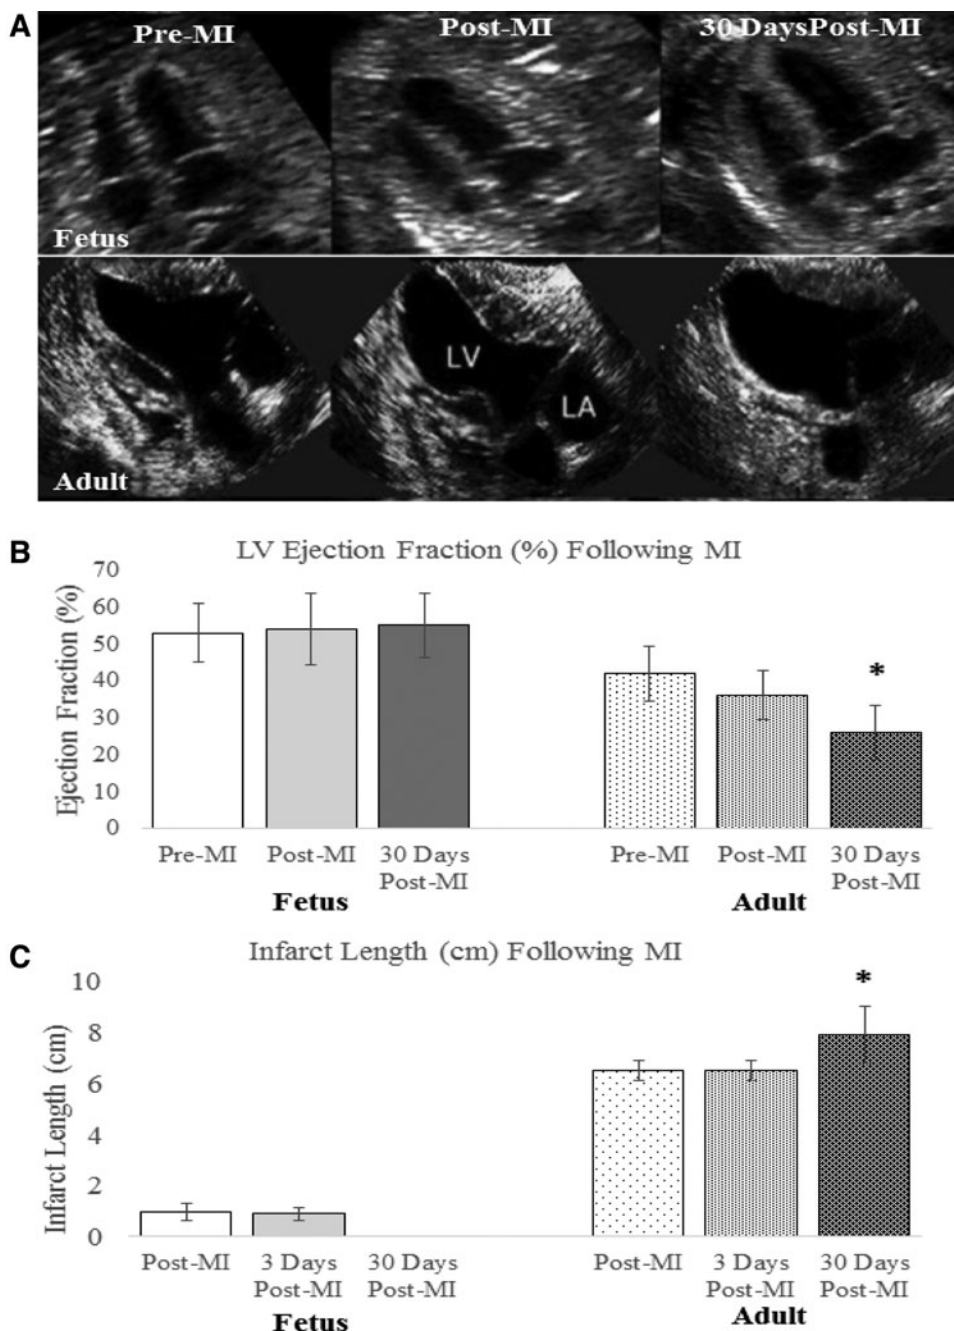 A
Pre-MI
Post-MI
30 DaysPost-MI
Fetus
LV
LA
Adult
B
LV Ejection Fraction (%) Following MI
Ejection Fraction (%)
70
60
50
40
30
20
10
0
*
Pre-MI
Post-MI
30 Days
Post-MI
Fetus
Pre-MI
Post-MI
30 Days
Post-MI
Adult
C
Infarct Length (cm) Following MI
Infarct Length (cm)
10
8
6
4
2
0
*
Post-MI
3 Days
Post-MI
30 Days
Post-MI
Fetus
Post-MI
3 Days
Post-MI
30 Days
Post-MI
Adult